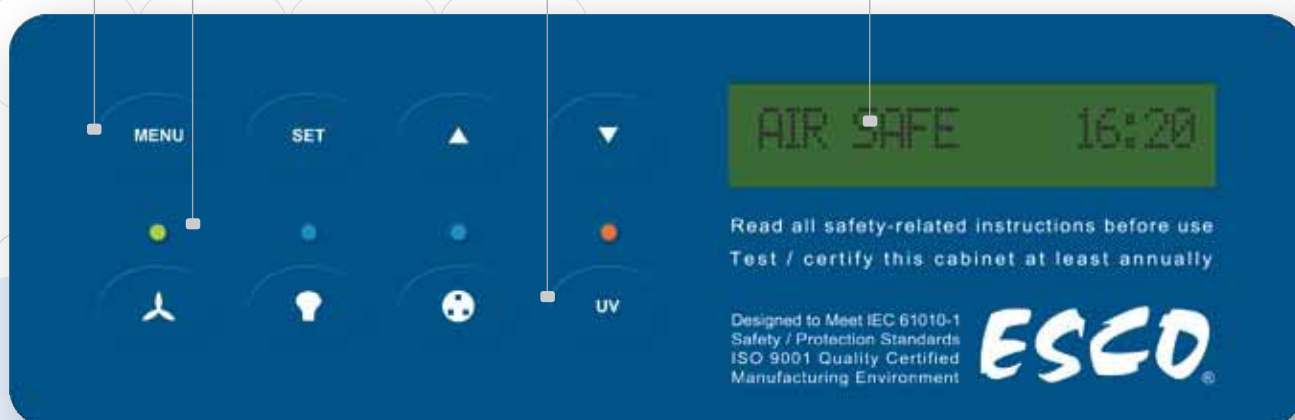 MENU SET ▲ ▼
AIR SAFE 16:20
UV
Read all safety-related instructions before use
Test / certify this cabinet at least annually
Designed to Meet IEC 61010-1
Safety / Protection Standards
ISO 9001 Quality Certified
Manufacturing Environment
ESCO®